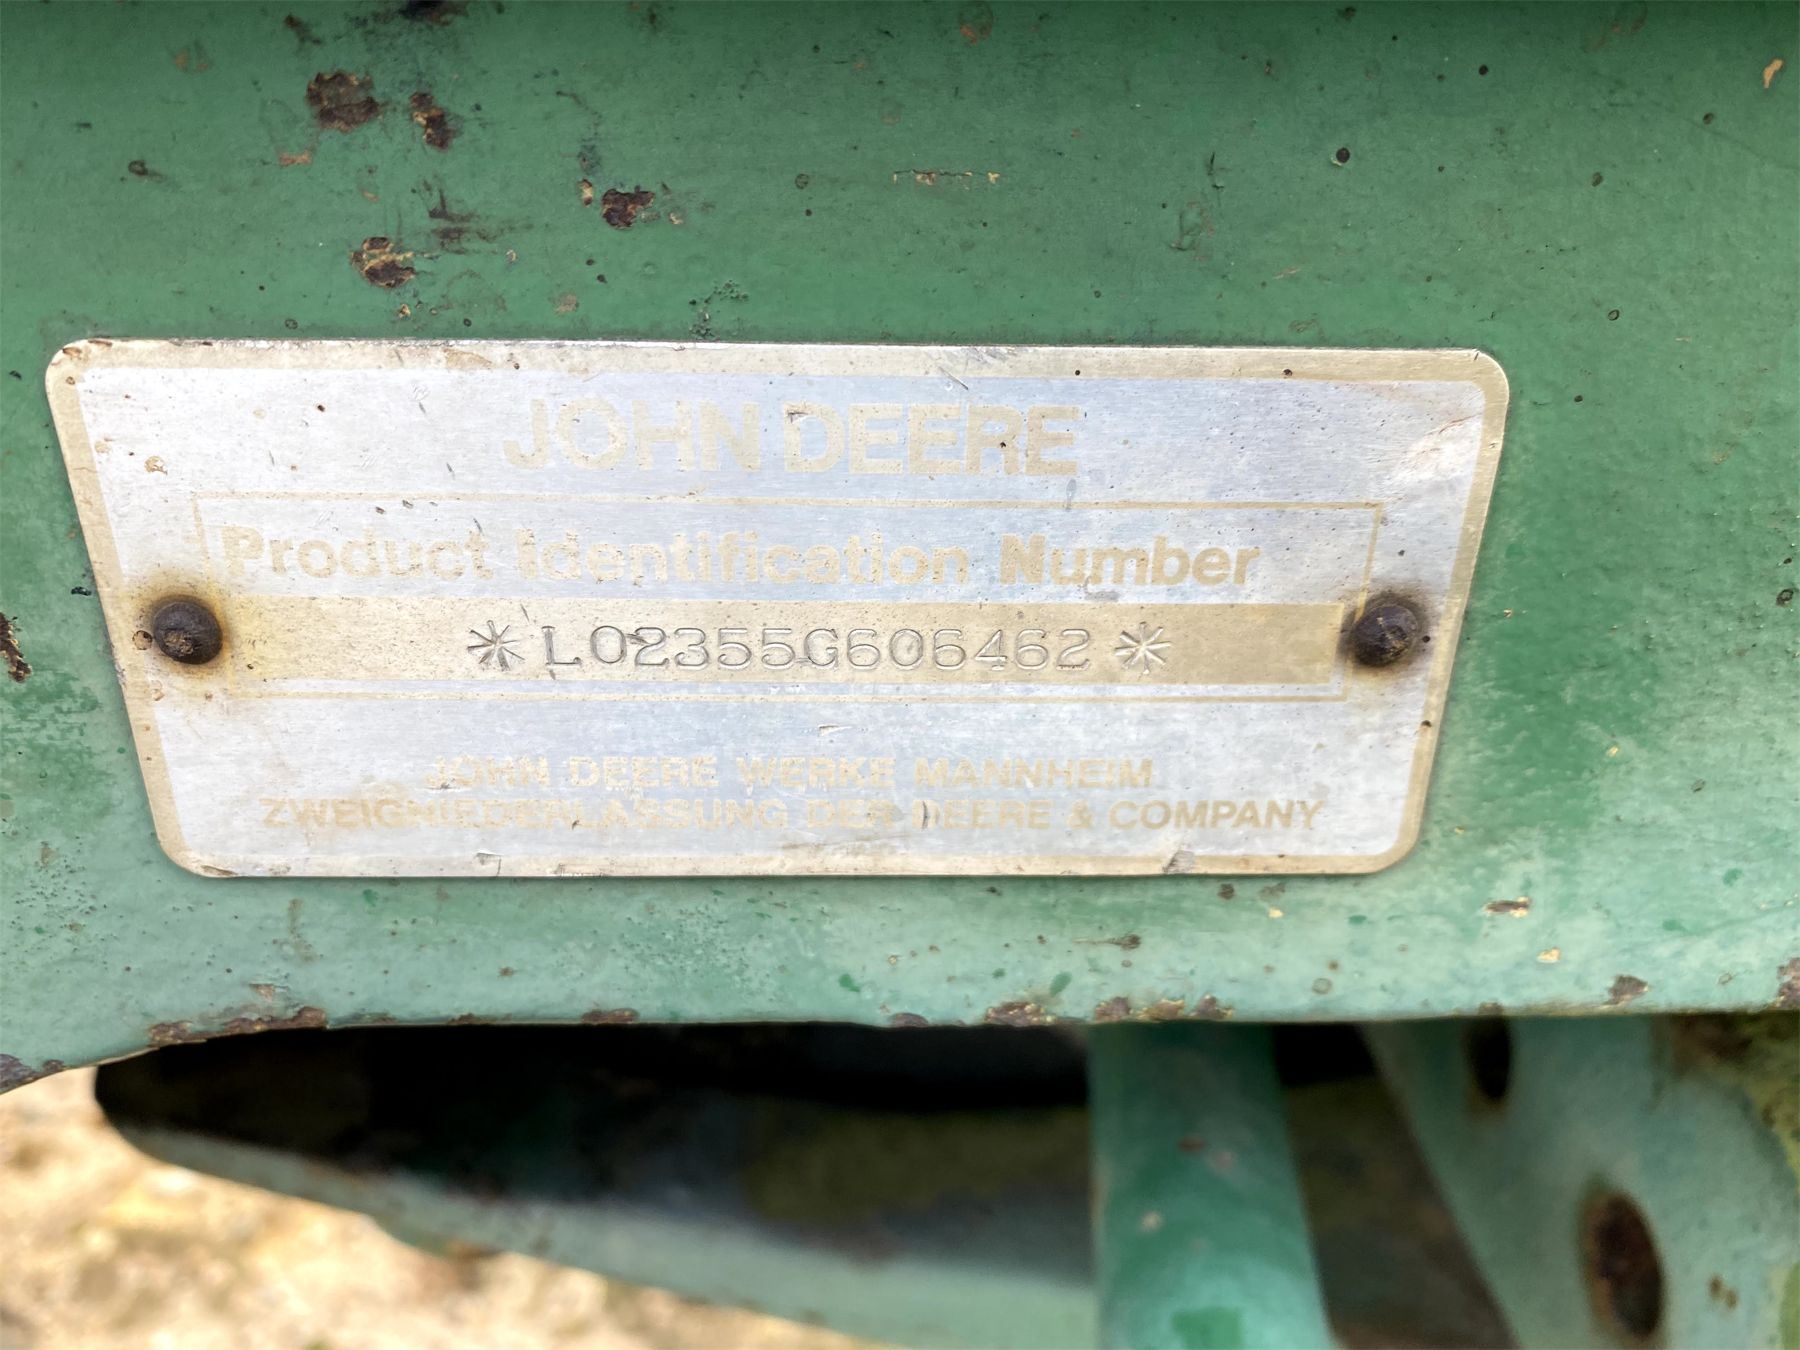 JOHN DEERE
Product Identification Number
*L02355G606462*
JOHN DEERE WERKE MANNHEIM
ZWEIGNIEDERLASSUNG DER DEERE & COMPANY